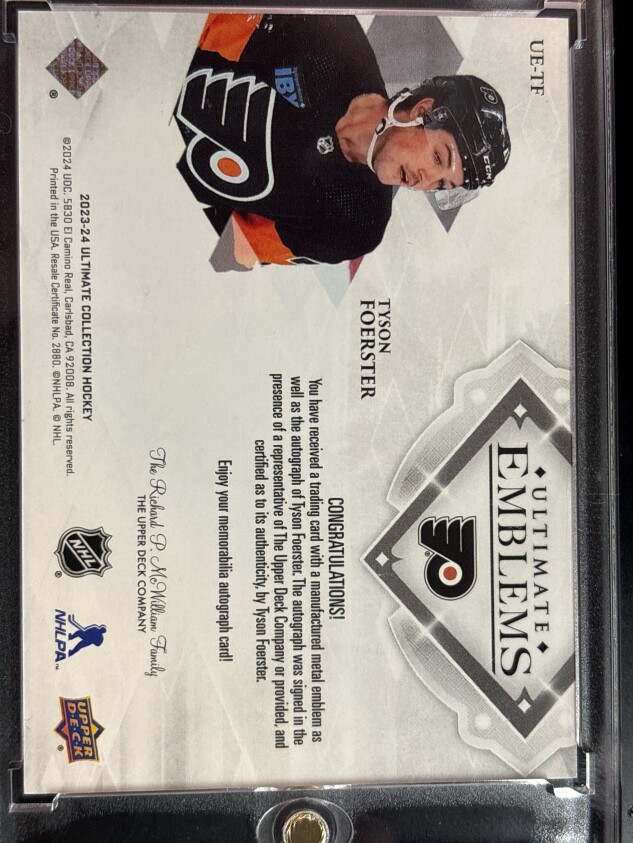 UE-TF
ULTIMATE
EMBLEMS
TYSON
FOERSTER
CONGRATULATIONS!
You have received a trading card with a manufactured metal emblem as
well as the autograph of Tyson Foerster. The autograph was signed in the
presence of a representative of The Upper Deck Company or provided, and
certified as to its authenticity, by Tyson Foerster.
Enjoy your memorabilia autograph card!
The Richard P. McWilliam Family
THE UPPER DECK COMPANY
2023-24 ULTIMATE COLLECTION HOCKEY
©2024 UDC. 5830 El Camino Real, Carlsbad, CA 92008. All rights reserved.
Printed in the USA. Resale Certificate No. 2880. ©NHLPA. © NHL.
NHL
NHLPA™
UPPER
D·E·C·K